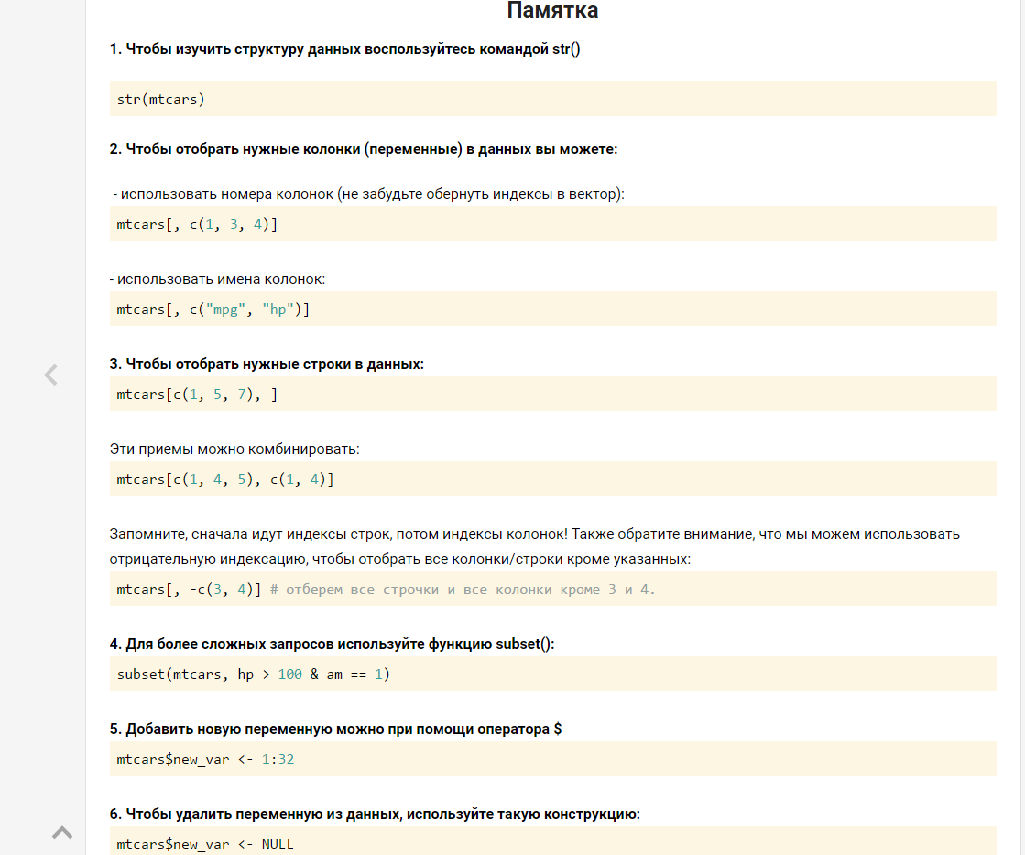 Памятка
1. Чтобы изучить структуру данных воспользуйтесь командой str()
str(mtcars)
2. Чтобы отобрать нужные колонки (переменные) в данных вы можете:
- использовать номера колонок (не забудьте обернуть индексы в вектор):
mtcars[, c(1, 3, 4)]
- использовать имена колонок:
mtcars[, c("mpg", "hp")]
3. Чтобы отобрать нужные строки в данных:
mtcars[c(1, 5, 7), ]
Эти приемы можно комбинировать:
mtcars[c(1, 4, 5), c(1, 4)]
Запомните, сначала идут индексы строк, потом индексы колонок! Также обратите внимание, что мы можем использовать
отрицательную индексацию, чтобы отобрать все колонки/строки кроме указанных:
mtcars[, -c(3, 4)] # отберем все строчки и все колонки кроме 3 и 4.
4. Для более сложных запросов используйте функцию subset():
subset(mtcars, hp > 100 & am == 1)
5. Добавить новую переменную можно при помощи оператора $
mtcars$new_var <- 1:32
6. Чтобы удалить переменную из данных, используйте такую конструкцию:
mtcars$new_var <- NULL